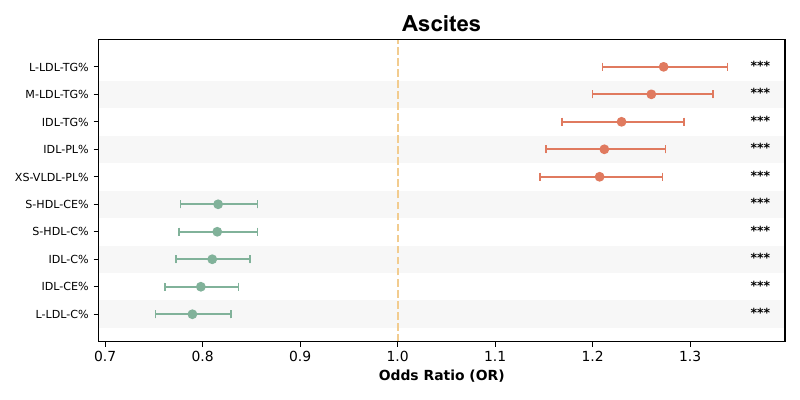 Ascites
L-LDL-TG% ***
M-LDL-TG% ***
IDL-TG% ***
IDL-PL% ***
XS-VLDL-PL% ***
S-HDL-CE% ***
S-HDL-C% ***
IDL-C% ***
IDL-CE% ***
L-LDL-C% ***
0.7 0.8 0.9 1.0 1.1 1.2 1.3
Odds Ratio (OR)